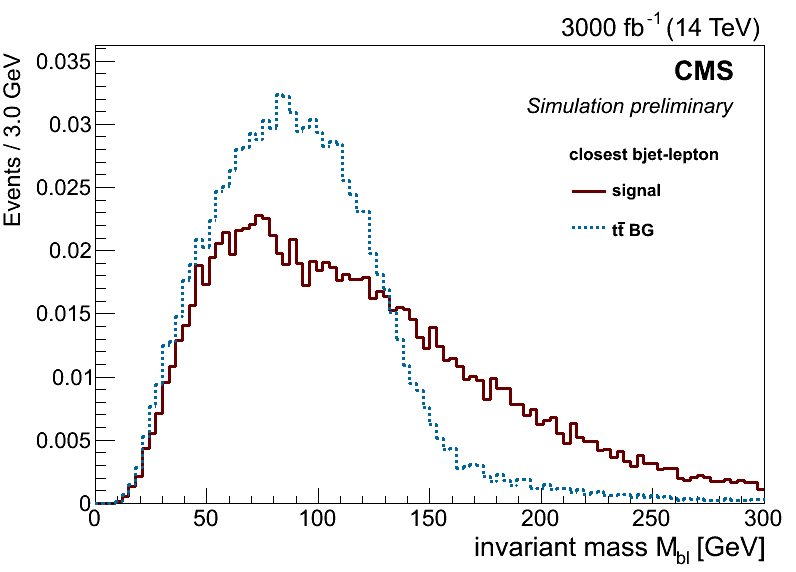 3000 fb⁻¹ (14 TeV)
CMS
Simulation preliminary
closest bjet-lepton
signal
tt̄ BG
Events / 3.0 GeV
0.035
0.03
0.025
0.02
0.015
0.01
0.005
0
0 50 100 150 200 250 300
invariant mass M_bl [GeV]